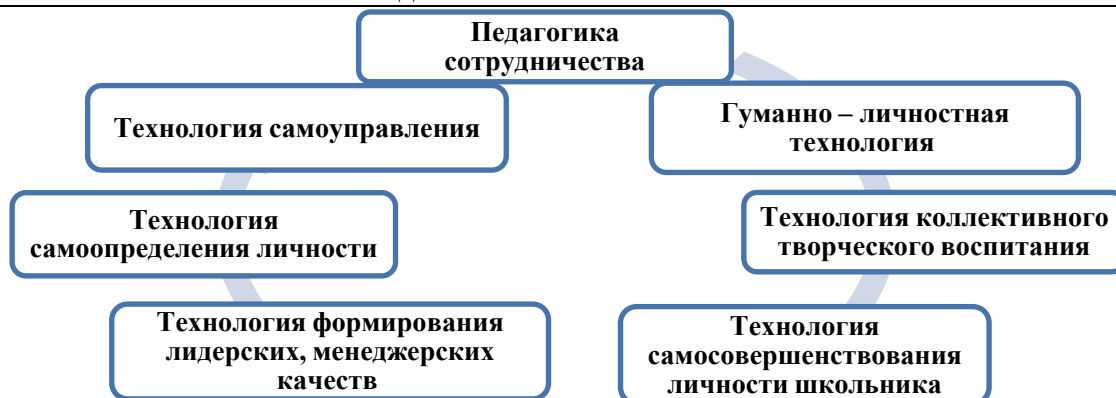 Педагогика
сотрудничества
Технология самоуправления
Гуманно – личностная
технология
Технология
самоопределения личности
Технология коллективного
творческого воспитания
Технология формирования
лидерских, менеджерских
качеств
Технология
самосовершенствования
личности школьника